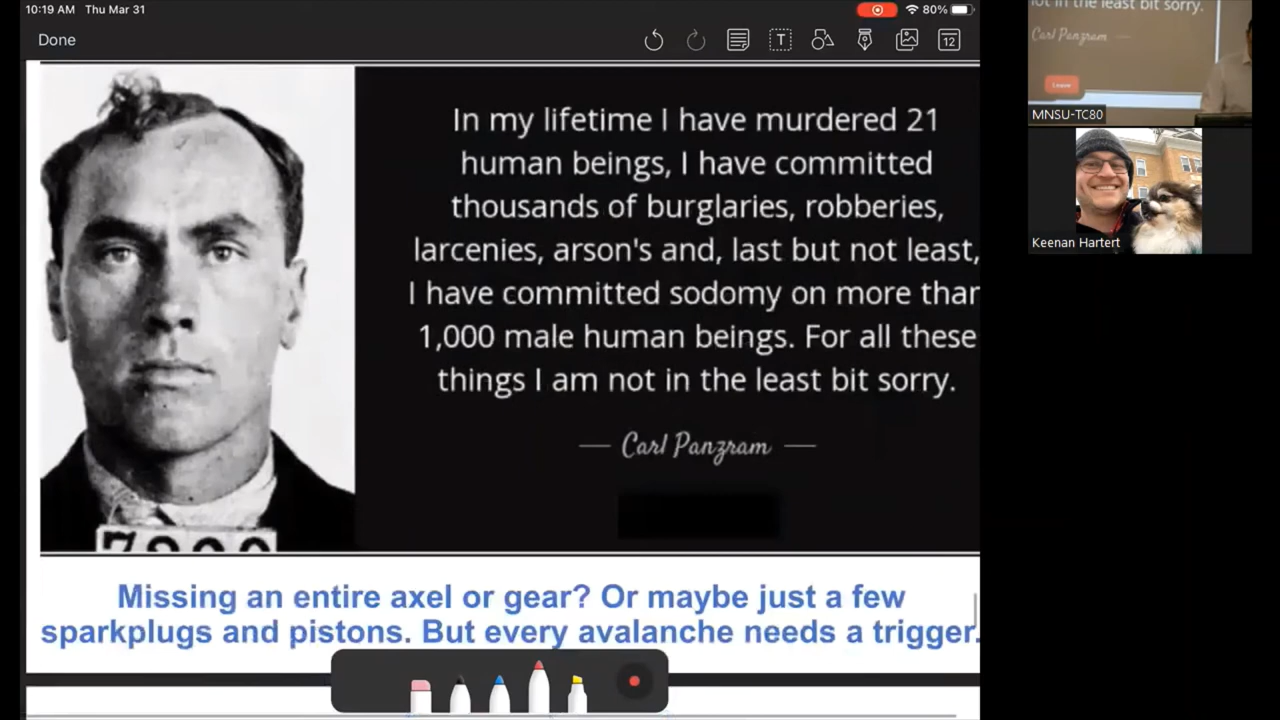 10:19 AM Thu Mar 31
80%
Done
T
12
In my lifetime I have murdered 21
human beings, I have committed
thousands of burglaries, robberies,
larcenies, arson's and, last but not least,
I have committed sodomy on more than
1,000 male human beings. For all these
things I am not in the least bit sorry.
— Carl Panzram —
Missing an entire axel or gear? Or maybe just a few
sparkplugs and pistons. But every avalanche needs a trigger.
not in the least bit sorry.
Carl Panzram —
Leave
MNSU-TC80
Keenan Hartert